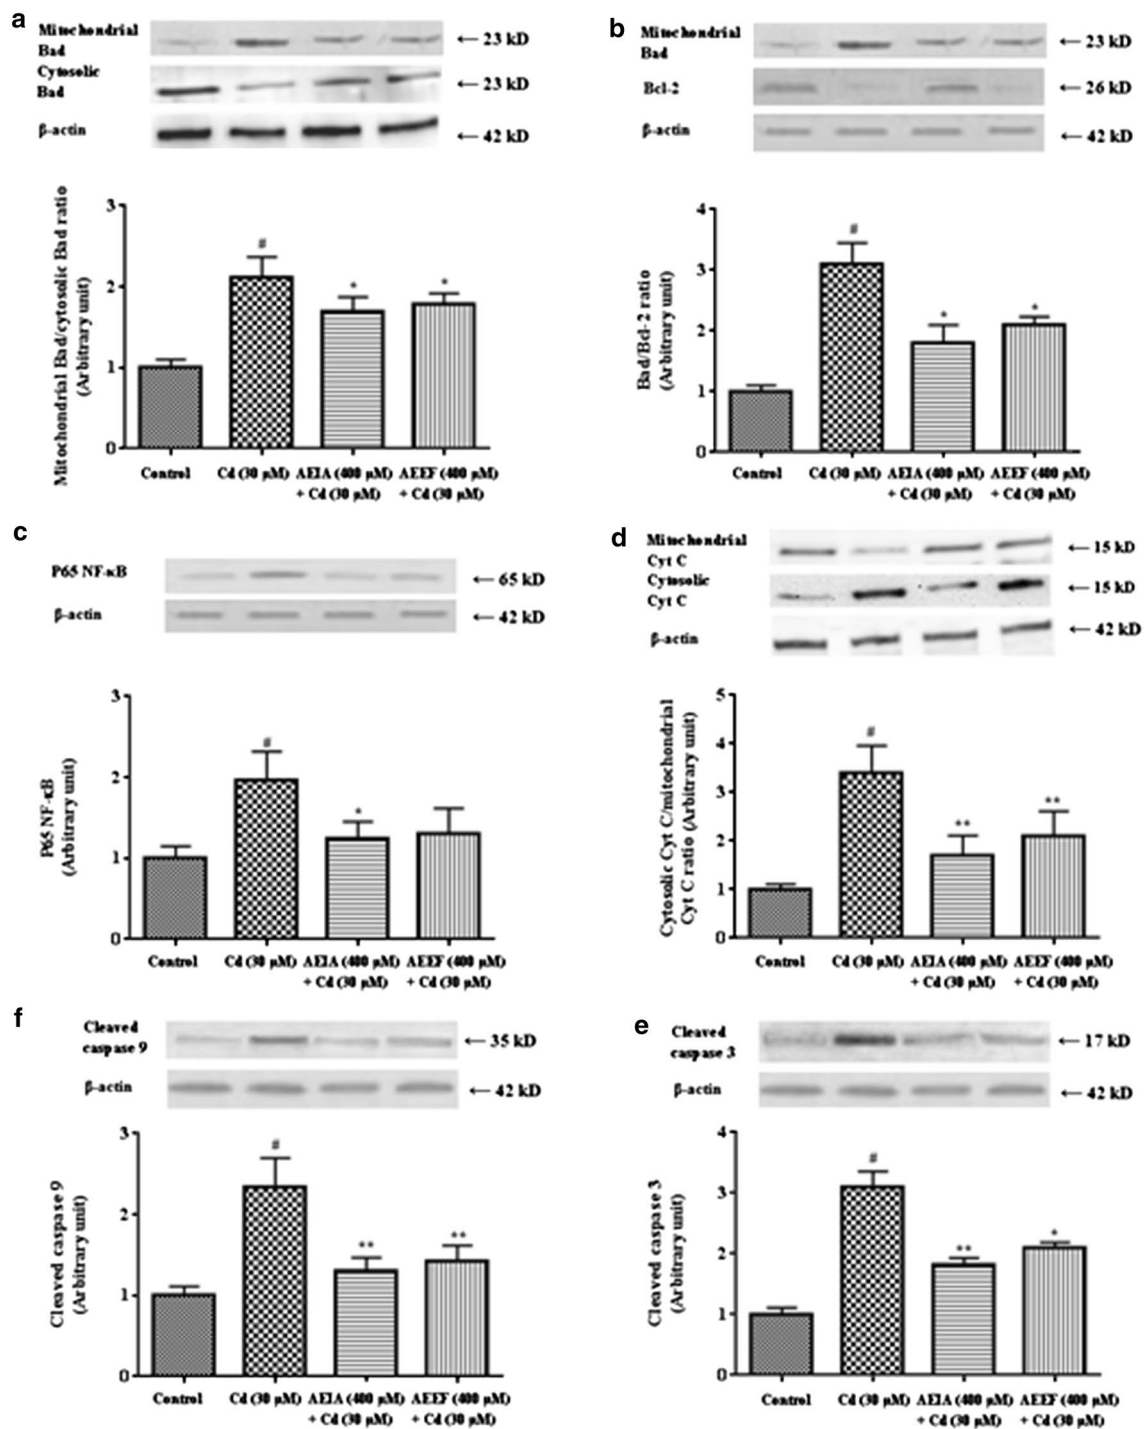 a
Mitochondrial
Bad
← 23 kD
Cytosolic
Bad
← 23 kD
β-actin
← 42 kD
Mitochondrial Bad/cytosolic Bad ratio
(Arbitrary unit)
3
2
1
0
#
*
*
Control
Cd (30 µM)
AEIA (400 µM)
+ Cd (30 µM)
AEEF (400 µM)
+ Cd (30 µM)
b
Mitochondrial
Bad
← 23 kD
Bcl-2
← 26 kD
β-actin
← 42 kD
Bad/Bcl-2 ratio
(Arbitrary unit)
4
3
2
1
0
#
*
*
Control
Cd (30 µM)
AEIA (400 µM)
+ Cd (30 µM)
AEEF (400 µM)
+ Cd (30 µM)
c
P65 NF-κB
← 65 kD
β-actin
← 42 kD
P65 NF-κB
(Arbitrary unit)
3
2
1
0
#
*
Control
Cd (30 µM)
AEIA (400 µM)
+ Cd (30 µM)
AEEF (400 µM)
+ Cd (30 µM)
d
Mitochondrial
Cyt C
← 15 kD
Cytosolic
Cyt C
← 15 kD
β-actin
← 42 kD
Cytosolic Cyt C/mitochondrial
Cyt C ratio (Arbitrary unit)
5
4
3
2
1
0
#
**
**
Control
Cd (30 µM)
AEIA (400 µM)
+ Cd (30 µM)
AEEF (400 µM)
+ Cd (30 µM)
f
Cleaved
caspase 9
← 35 kD
β-actin
← 42 kD
Cleaved caspase 9
(Arbitrary unit)
3
2
1
0
#
**
**
Control
Cd (30 µM)
AEIA (400 µM)
+ Cd (30 µM)
AEEF (400 µM)
+ Cd (30 µM)
e
Cleaved
caspase 3
← 17 kD
β-actin
← 42 kD
Cleaved caspase 3
(Arbitrary unit)
4
3
2
1
0
#
**
*
Control
Cd (30 µM)
AEIA (400 µM)
+ Cd (30 µM)
AEEF (400 µM)
+ Cd (30 µM)